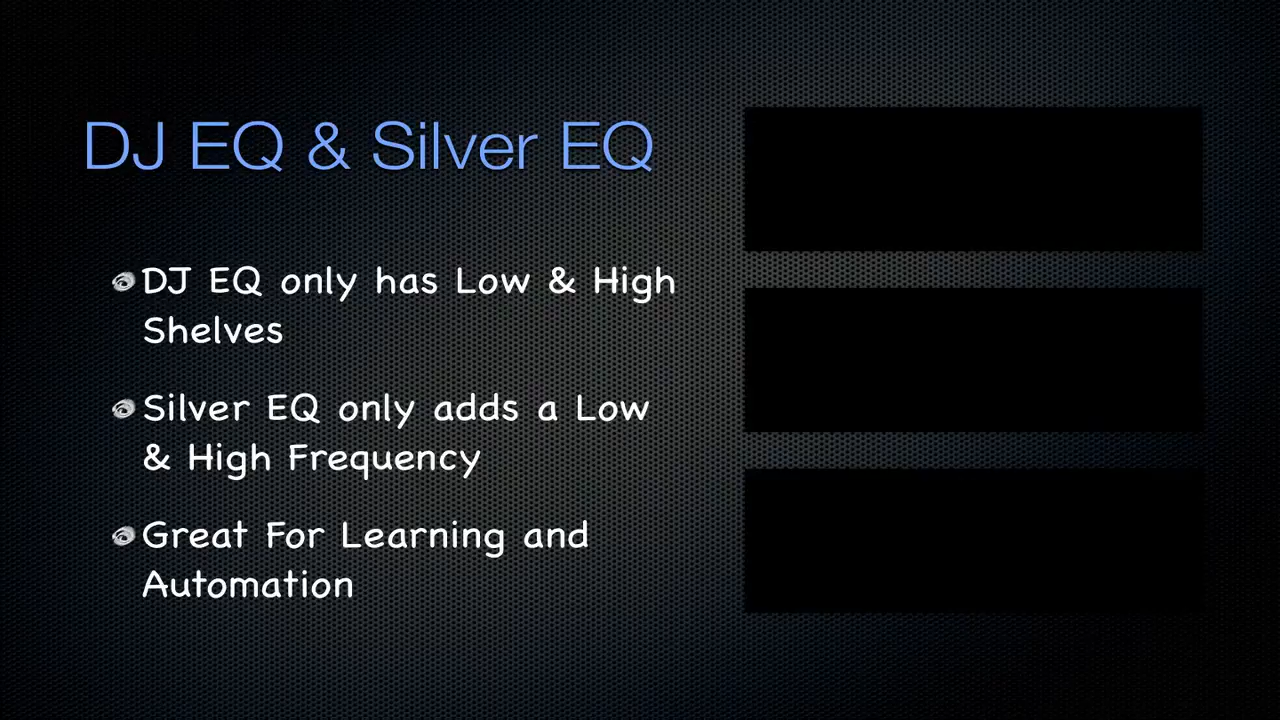 DJ EQ & Silver EQ
DJ EQ only has Low & High
Shelves
Silver EQ only adds a Low
& High Frequency
Great For Learning and
Automation